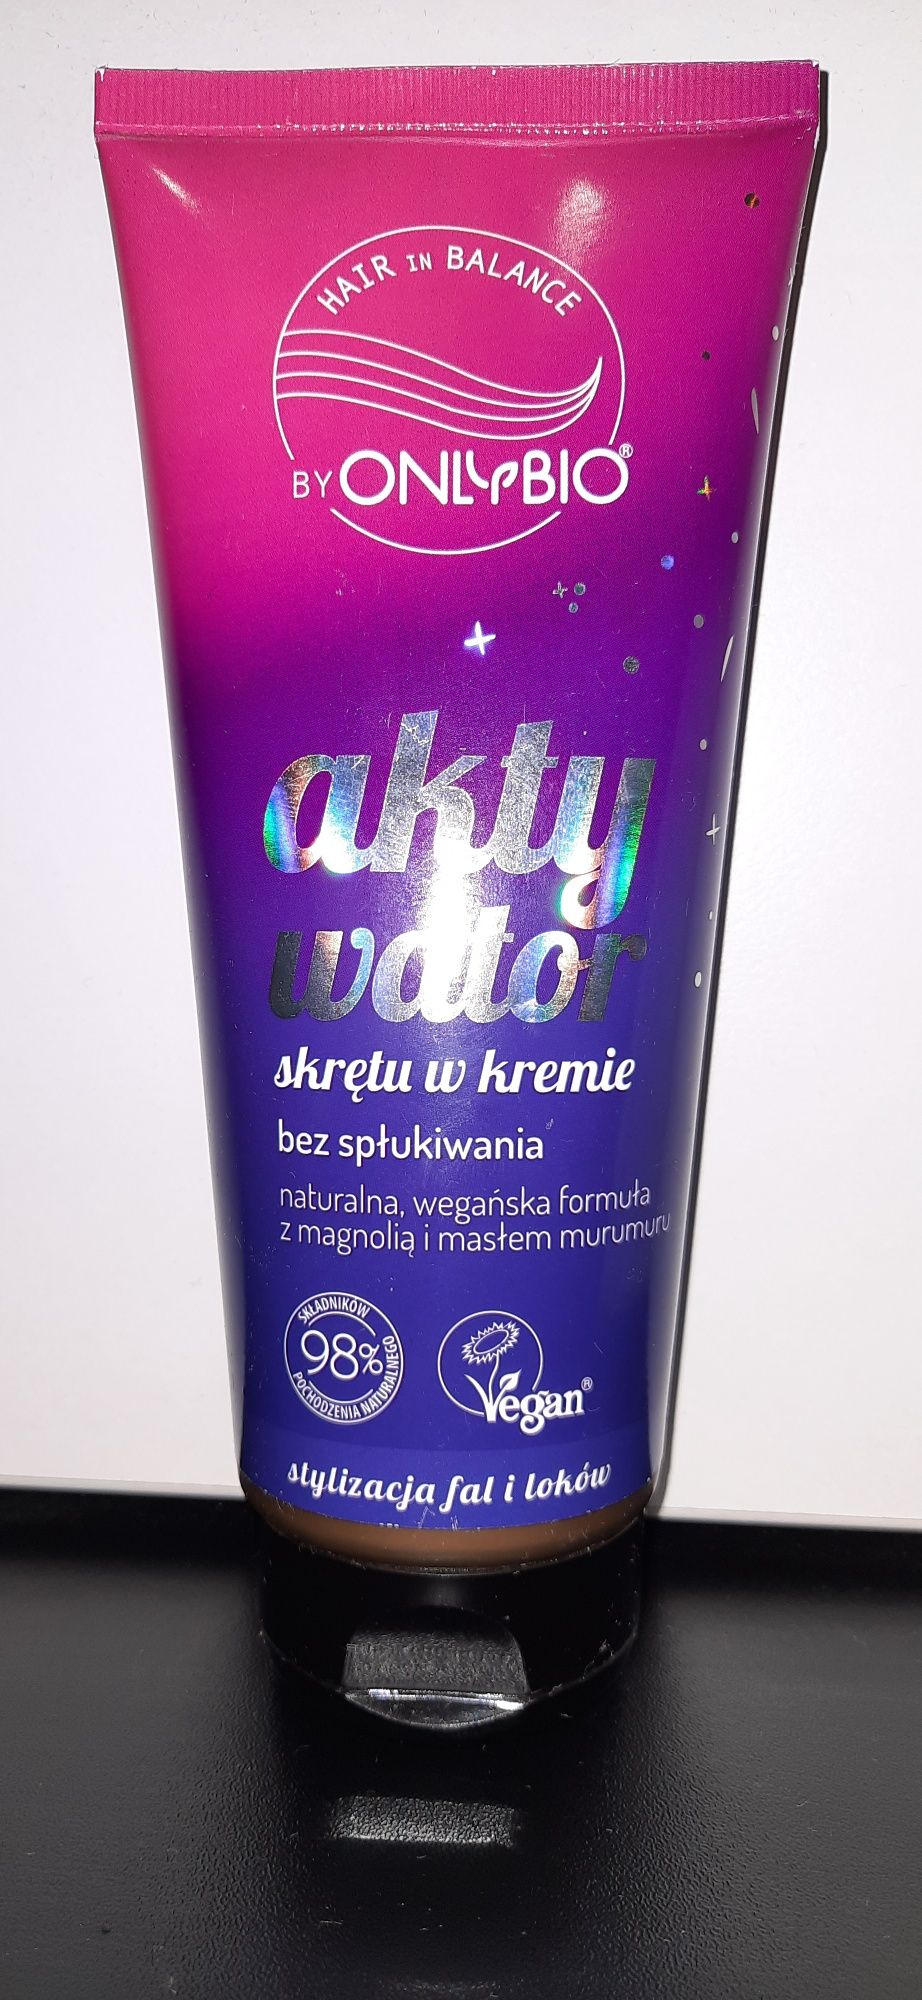 HAIR IN BALANCE
BY ONLYBIO®
akty
wator
skrętu w kremie
bez spłukiwania
naturalna, wegańska formuła
z magnolią i masłem murumuru
SKŁADNIKÓW
98%
POCHODZENIA NATURALNEGO
Vegan®
stylizacja fal i loków